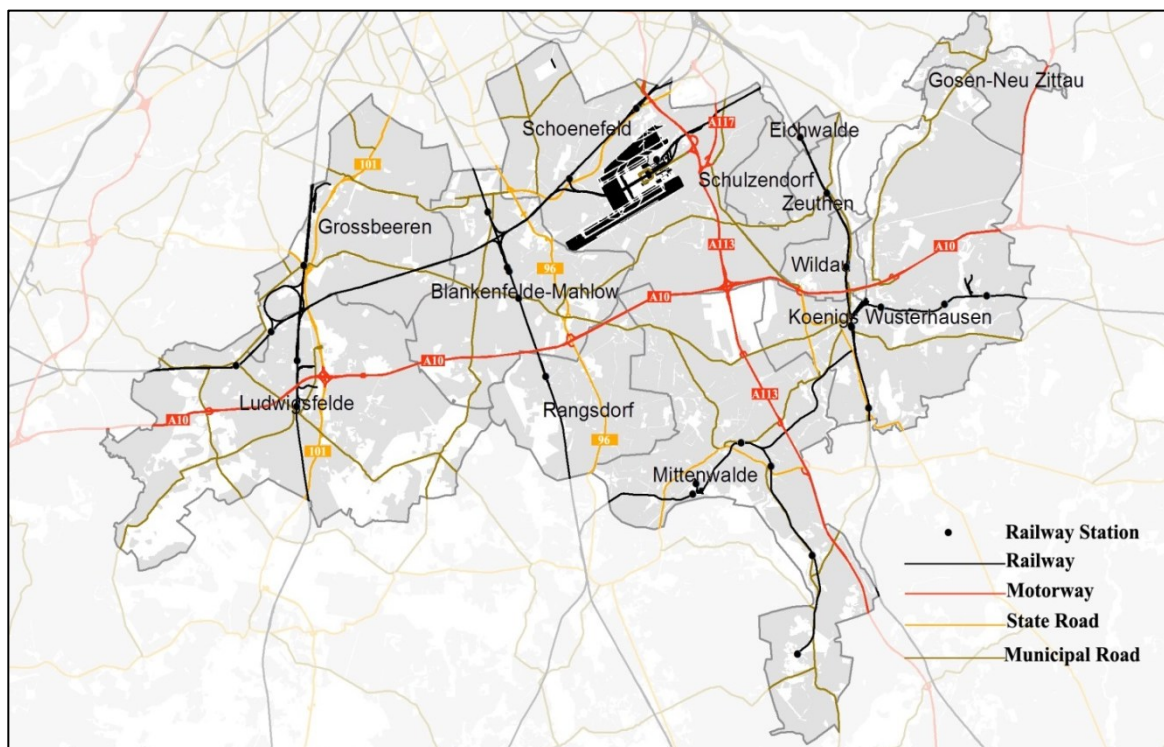 Gosen-Neu Zittau
Schoenefeld
A117
Eichwalde
101
Schulzendorf
Zeuthen
Grossbeeren
A113
A10
Wildau
96
Blankenfelde-Mahlow
A10
Koenigs Wusterhausen
A10
A113
Ludwigsfelde
Rangsdorf
A10
96
101
Mittenwalde
Railway Station
Railway
Motorway
State Road
Municipal Road